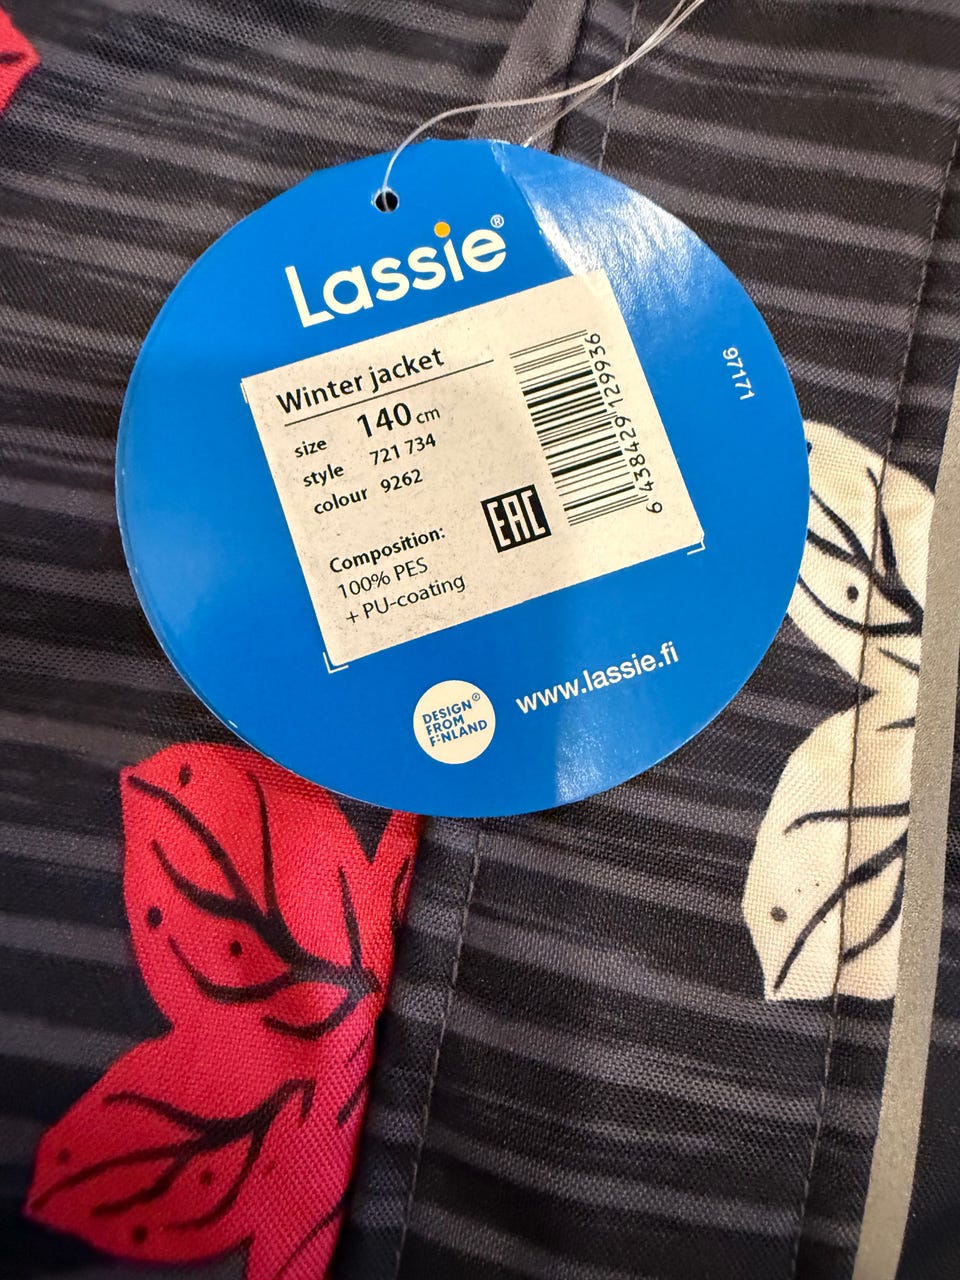 Lassie®
Winter jacket
size 140 cm
style 721 734
colour 9262
Composition:
100% PES
+ PU-coating
EAC
6 438429 129936
97171
DESIGN®
FROM
FINLAND
www.lassie.fi